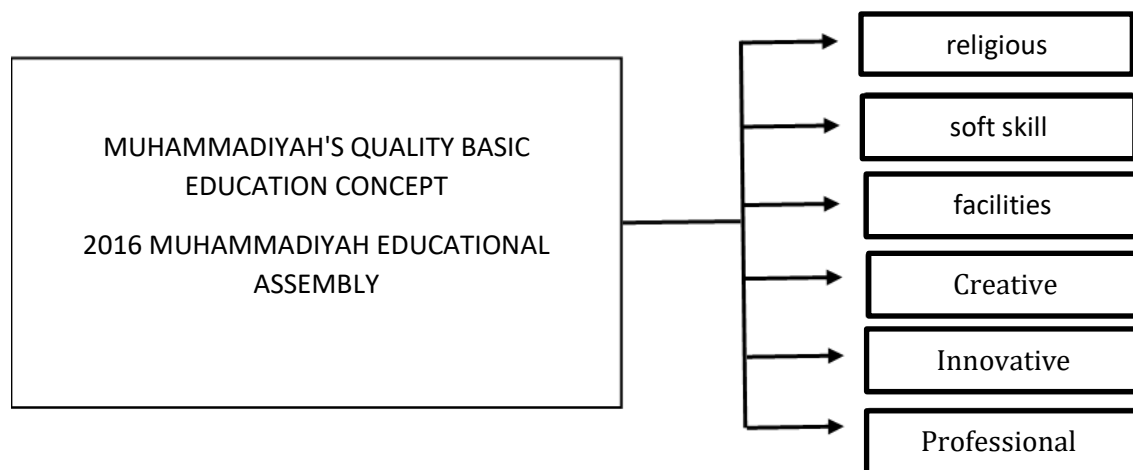 MUHAMMADIYAH'S QUALITY BASIC
EDUCATION CONCEPT
2016 MUHAMMADIYAH EDUCATIONAL
ASSEMBLY
religious
soft skill
facilities
Creative
Innovative
Professional